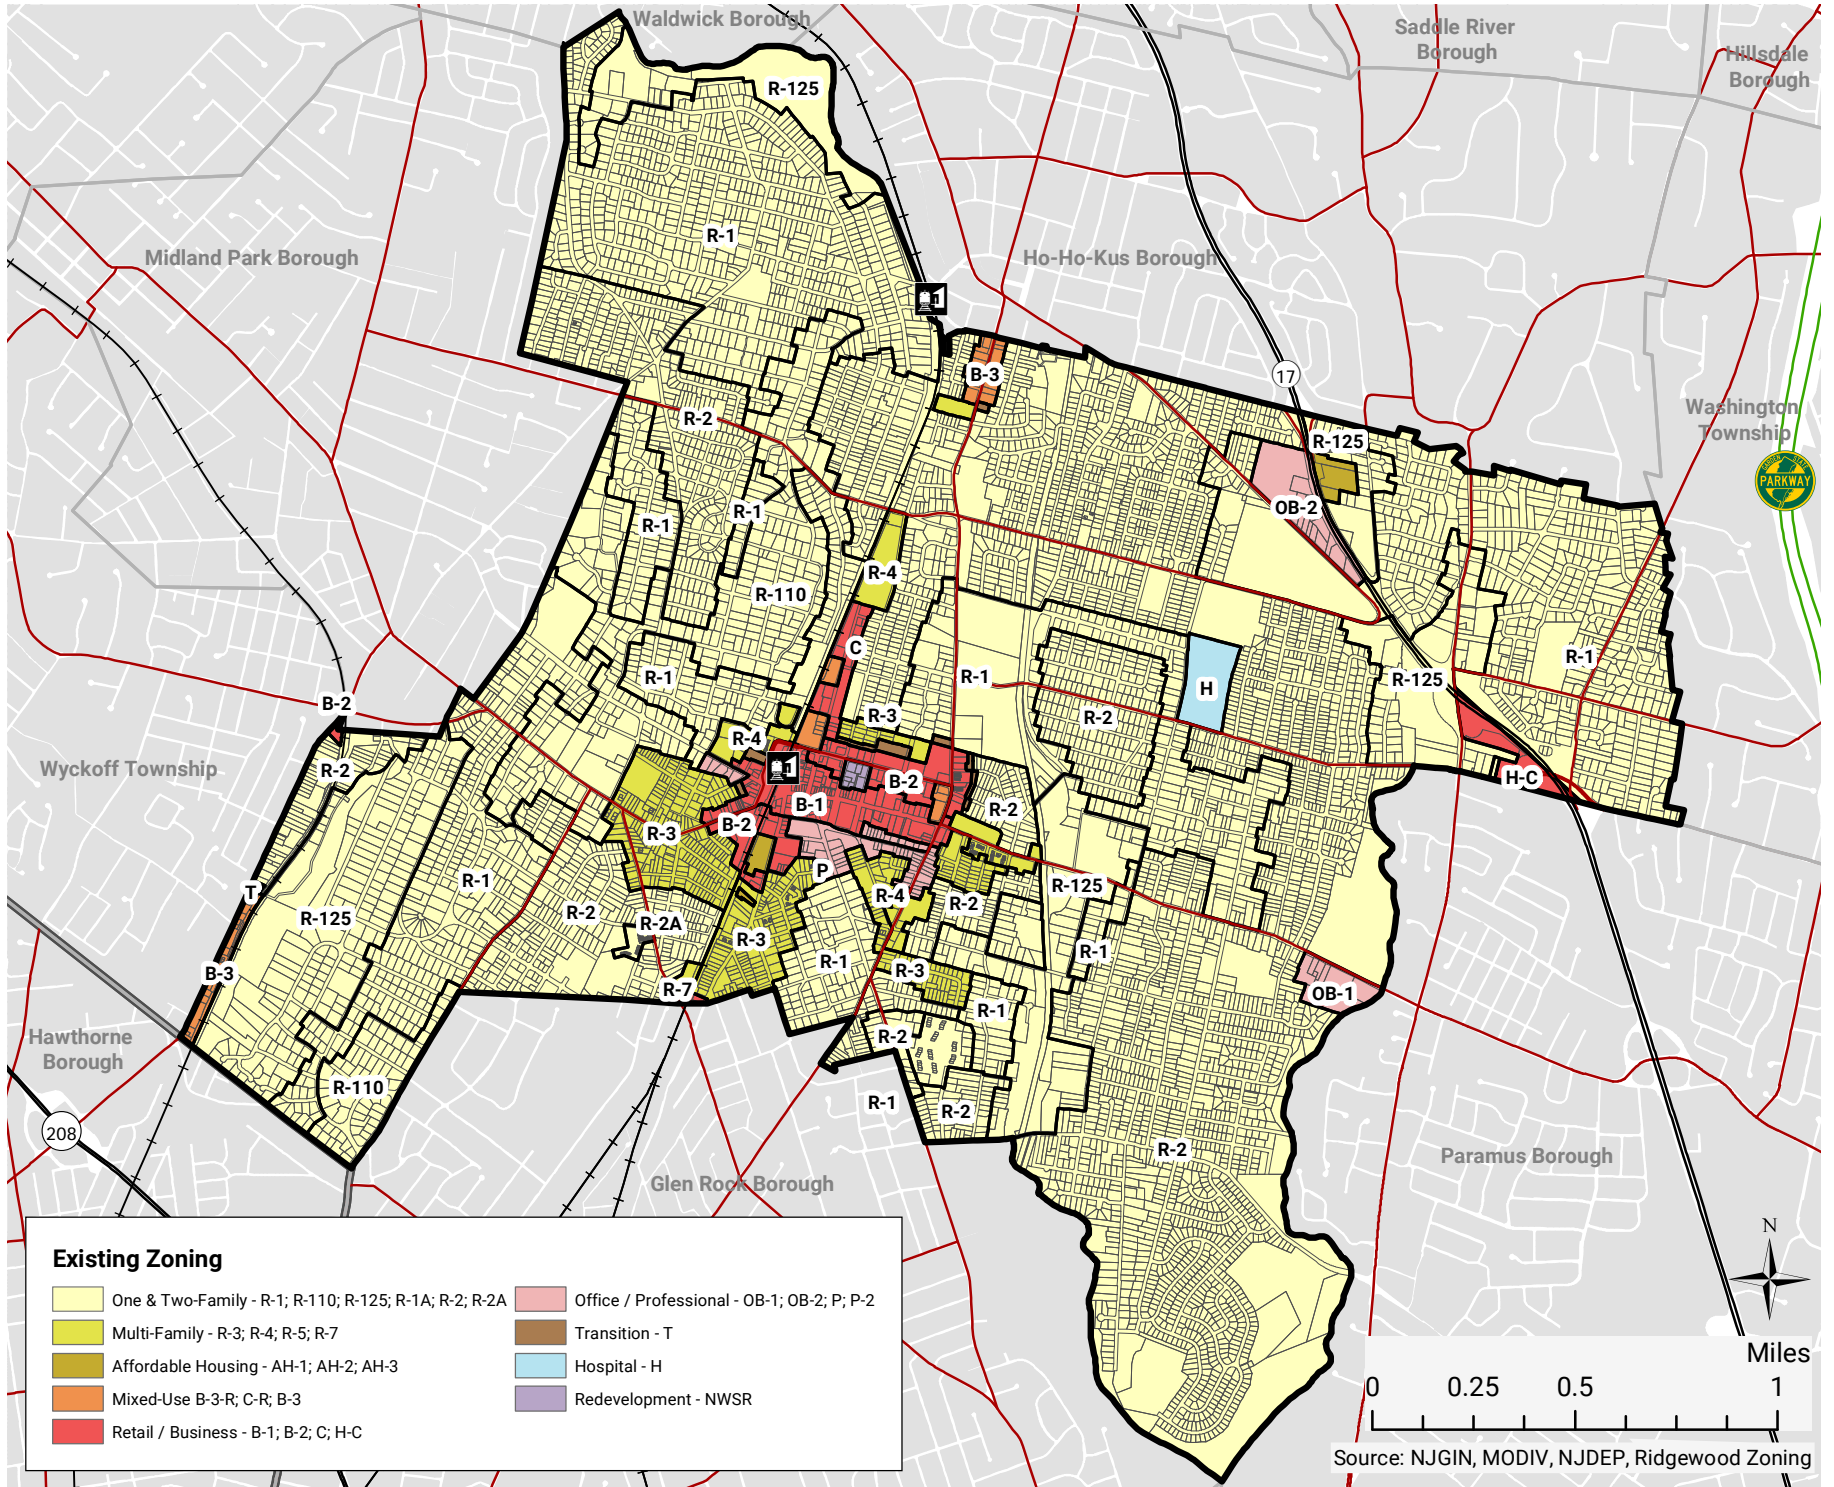 Waldwick Borough
Saddle River
Borough
Hillsdale
Borough
R-125
R-1
Midland Park Borough
Ho-Ho-Kus Borough
17
B-3
Washington
Township
R-2
R-125
GARDEN STATE
PARKWAY
OB-2
R-1
R-1
R-4
R-110
C
R-1
R-1
R-1
R-125
H
B-2
R-3
R-2
R-4
Wyckoff Township
R-2
B-2
H-C
B-1
R-2
B-2
R-3
P
R-1
R-125
T
R-4
R-2
R-125
R-2
R-2A
R-3
R-1
R-1
B-3
R-3
R-7
OB-1
R-1
Hawthorne
Borough
R-2
R-110
R-1
R-2
208
R-2
Paramus Borough
Glen Rock Borough
N
Existing Zoning
One & Two-Family - R-1; R-110; R-125; R-1A; R-2; R-2A
Multi-Family - R-3; R-4; R-5; R-7
Affordable Housing - AH-1; AH-2; AH-3
Mixed-Use B-3-R; C-R; B-3
Retail / Business - B-1; B-2; C; H-C
Office / Professional - OB-1; OB-2; P; P-2
Transition - T
Hospital - H
Redevelopment - NWSR
Miles
0 0.25 0.5 1
Source: NJGIN, MODIV, NJDEP, Ridgewood Zoning